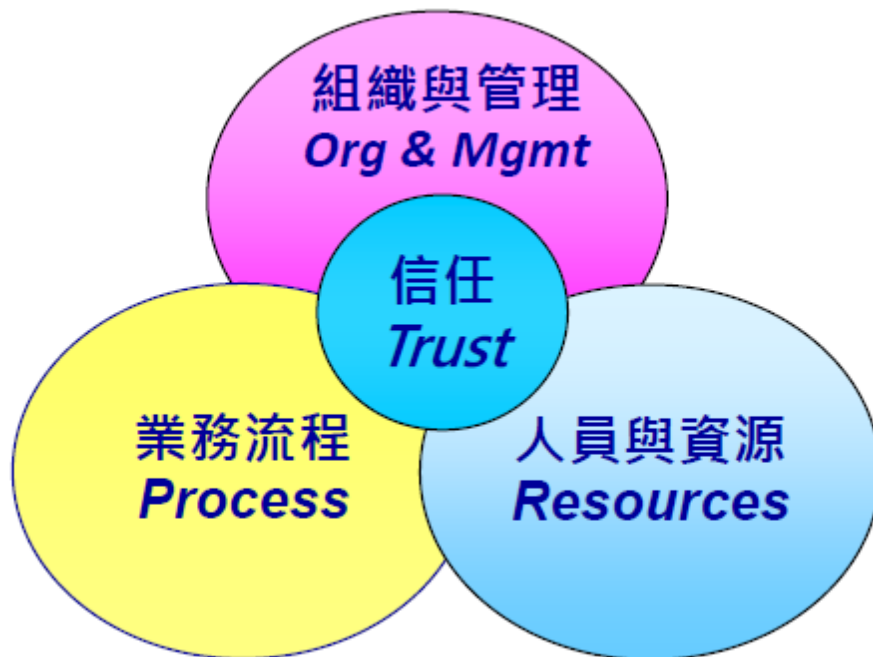 組織與管理
Org & Mgmt
信任
Trust
業務流程
Process
人員與資源
Resources